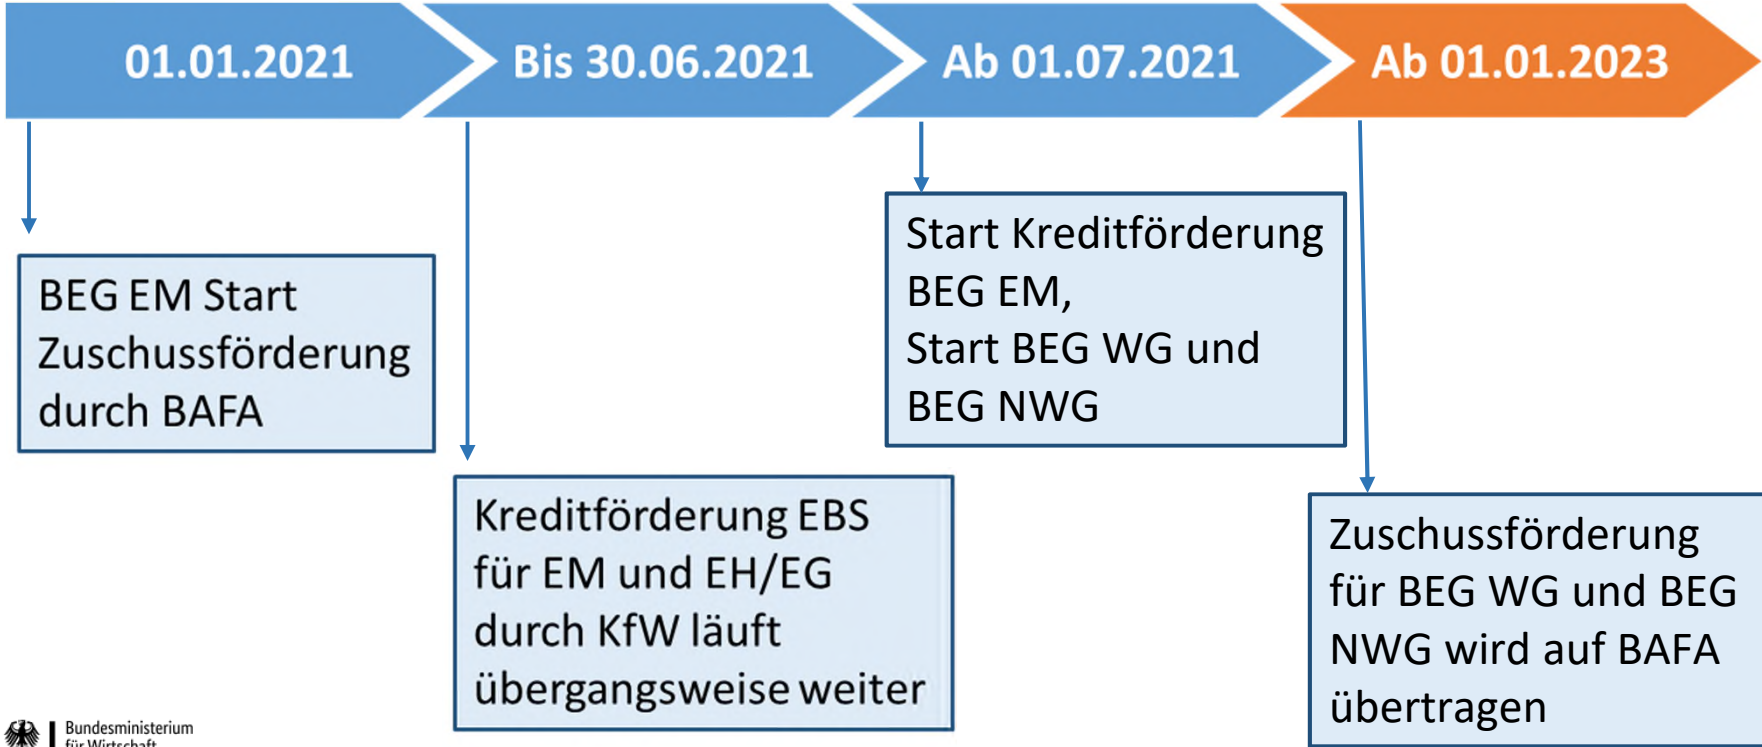 01.01.2021
Bis 30.06.2021
Ab 01.07.2021
Ab 01.01.2023
BEG EM Start
Zuschussförderung
durch BAFA
Kreditförderung EBS
für EM und EH/EG
durch KfW läuft
übergangsweise weiter
Start Kreditförderung
BEG EM,
Start BEG WG und
BEG NWG
Zuschussförderung
für BEG WG und BEG
NWG wird auf BAFA
übertragen
Bundesministerium
für Wirtschaft